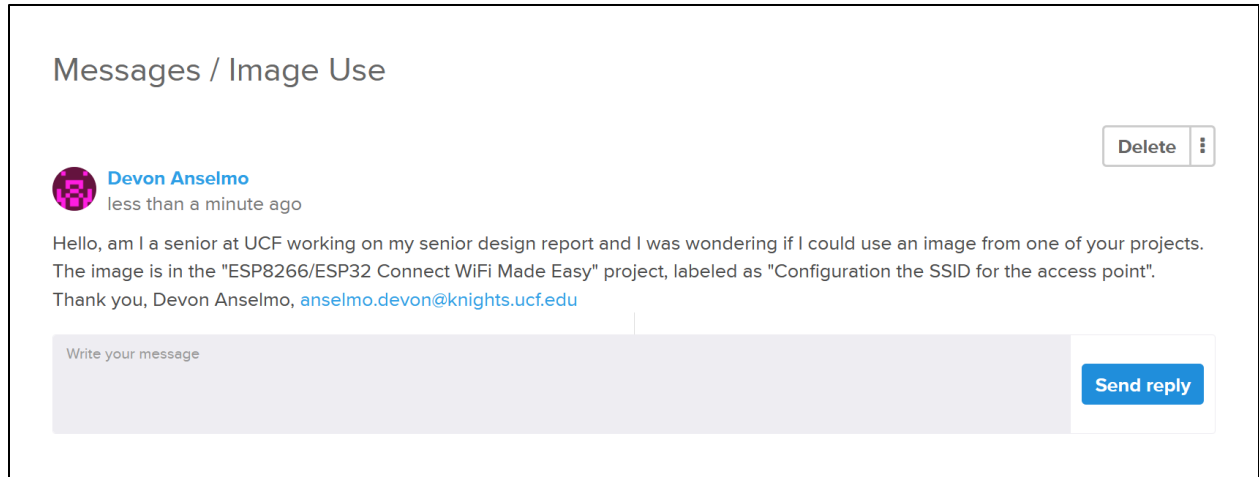 Messages / Image Use
Delete
Devon Anselmo
less than a minute ago
Hello, am I a senior at UCF working on my senior design report and I was wondering if I could use an image from one of your projects.
The image is in the "ESP8266/ESP32 Connect WiFi Made Easy" project, labeled as "Configuration the SSID for the access point".
Thank you, Devon Anselmo, anselmo.devon@knights.ucf.edu
Write your message
Send reply